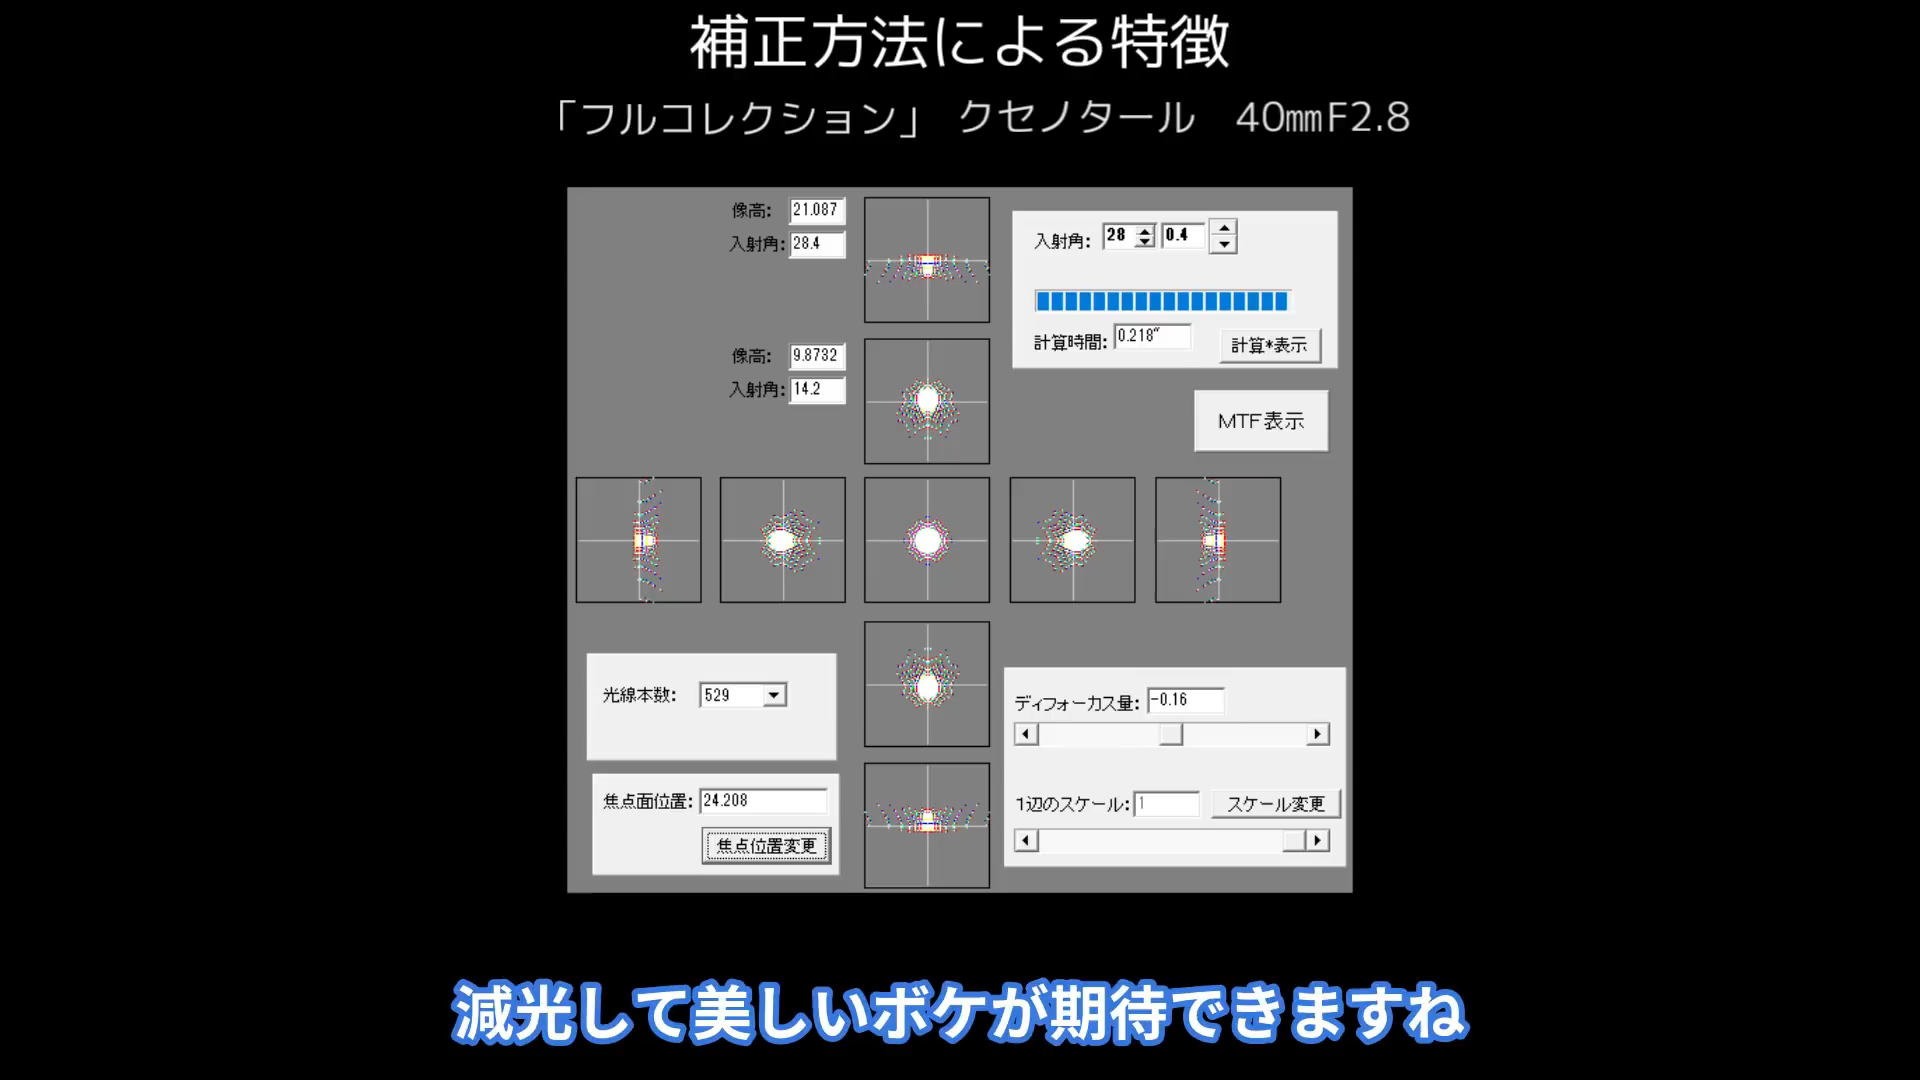 補正方法による特徴
「フルコレクション」 クセノタール 40㎜F2.8
像高: 21.087
入射角: 28.4
入射角: 28 0.4
計算時間: 0.218″
計算*表示
像高: 9.8732
入射角: 14.2
MTF表示
光線本数: 529
焦点面位置: 24.208
焦点位置変更
ディフォーカス量: -0.16
1辺のスケール: 1 スケール変更
減光して美しいボケが期待できますね